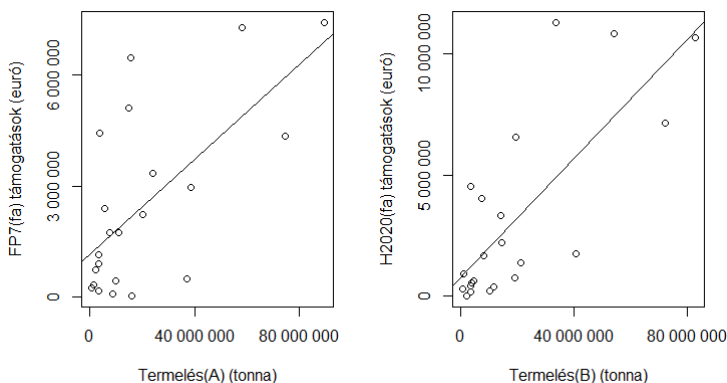 FP7(fa) támogatások (euró)
6 000 000
3 000 000
0
0
40 000 000
80 000 000
Termelés(A) (tonna)
H2020(fa) támogatások (euró)
10 000 000
5 000 000
0
0
40 000 000
80 000 000
Termelés(B) (tonna)